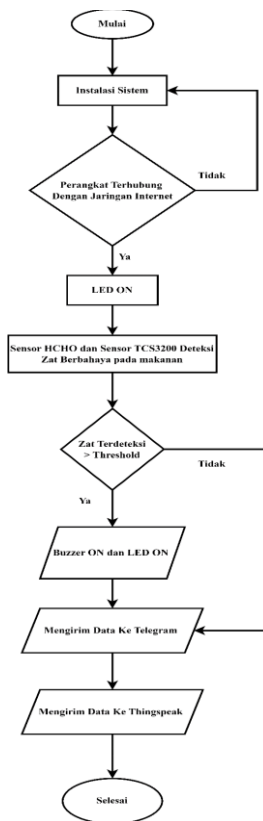 Mulai
Instalasi Sistem
Tidak
Perangkat Terhubung
Dengan Jaringan Internet
Ya
LED ON
Sensor HCHO dan Sensor TCS3200 Deteksi
Zat Berbahaya pada makanan
Zat Terdeteksi
> Threshold
Tidak
Ya
Buzzer ON dan LED ON
Mengirim Data Ke Telegram
Mengirim Data Ke Thingspeak
Selesai